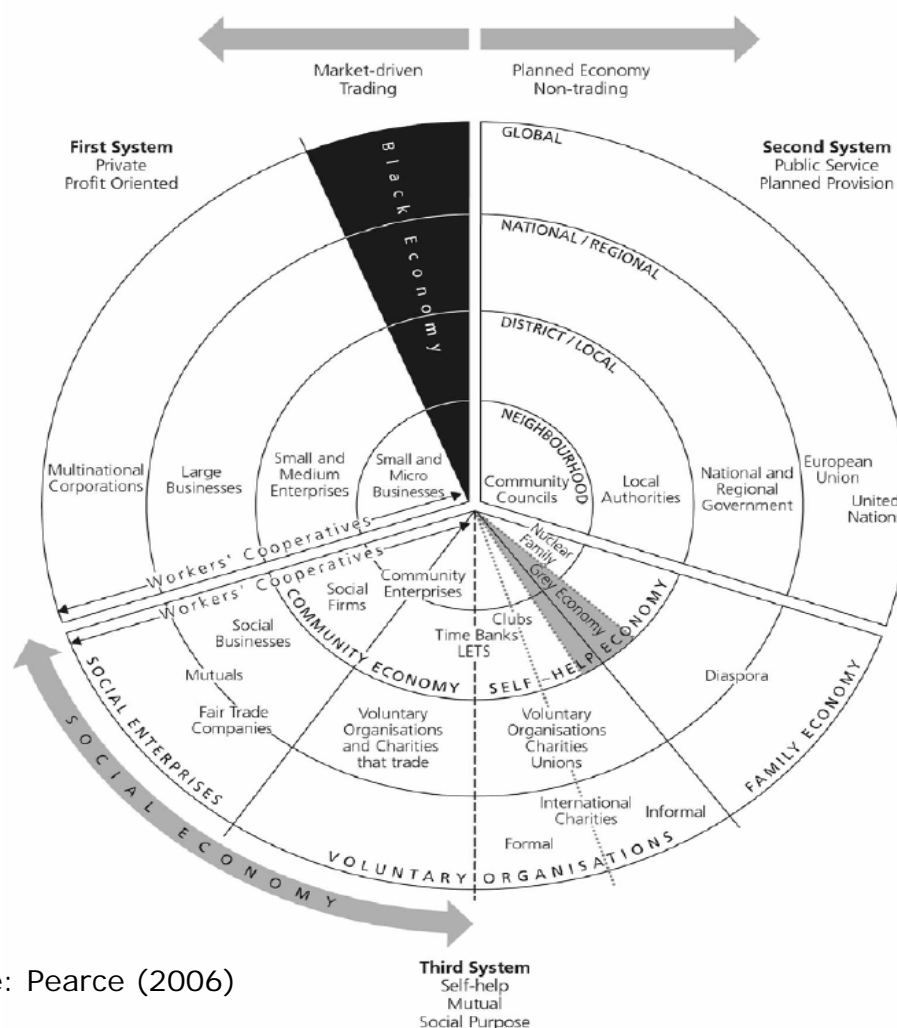 Market-driven
Trading
Planned Economy
Non-trading
First System
Private
Profit Oriented
Second System
Public Service
Planned Provision
Black Economy
GLOBAL
NATIONAL / REGIONAL
DISTRICT / LOCAL
NEIGHBOURHOOD
Multinational
Corporations
Large
Businesses
Small and
Medium
Enterprises
Small and
Micro
Businesses
Community
Councils
Local
Authorities
National and
Regional
Government
European
Union
United
Nations
Workers' Cooperatives
Workers' Cooperatives
Nuclear
Family
Grey Economy
Community
Enterprises
Social
Firms
Social
Businesses
Mutuals
Fair Trade
Companies
Clubs
Time Banks
LETS
COMMUNITY ECONOMY
SELF-HELP ECONOMY
Diaspora
Voluntary
Organisations
and Charities
that trade
Voluntary
Organisations
Charities
Unions
International
Charities
Informal
Formal
SOCIAL ENTERPRISES
VOLUNTARY ORGANISATIONS
FAMILY ECONOMY
SOCIAL ECONOMY
Third System
Self-help
Mutual
Social Purpose
e: Pearce (2006)